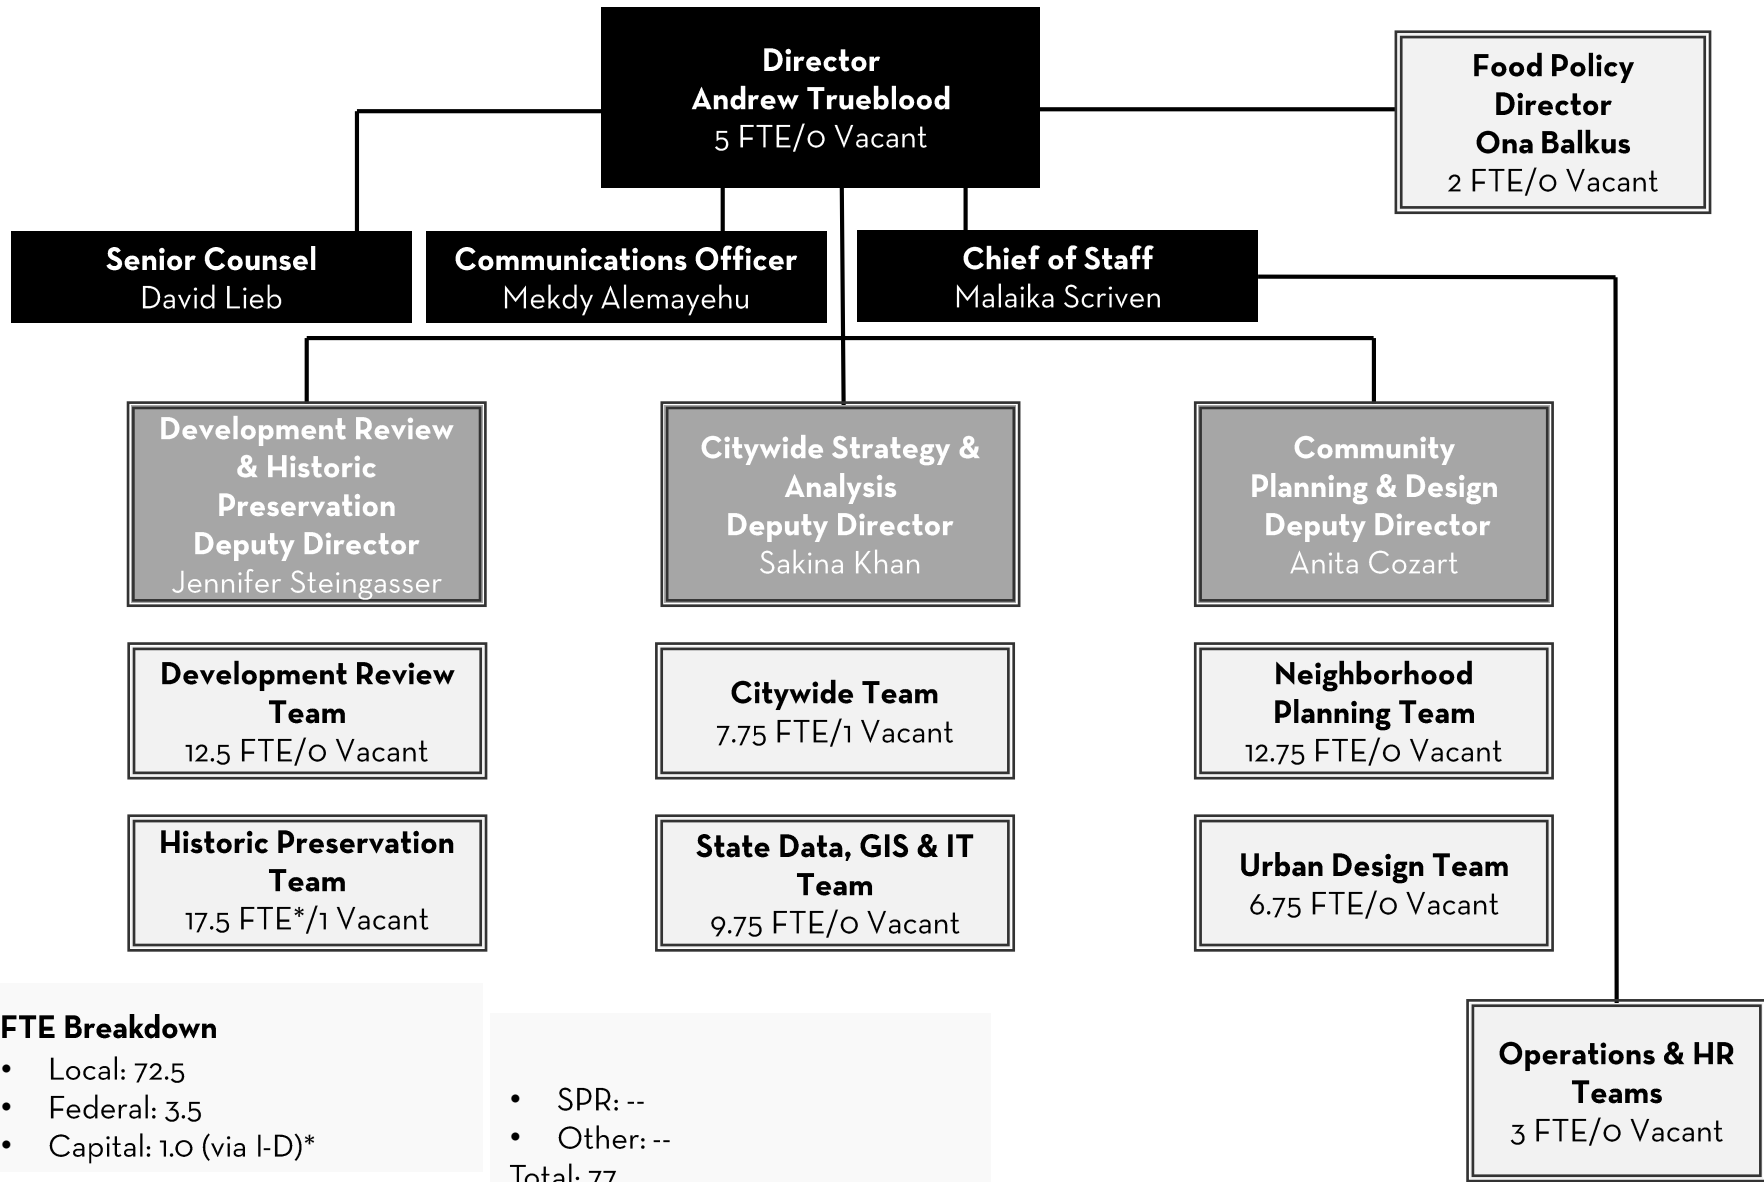 Director
Andrew Trueblood
5 FTE/0 Vacant
Food Policy
Director
Ona Balkus
2 FTE/0 Vacant
Senior Counsel
David Lieb
Communications Officer
Mekdy Alemayehu
Chief of Staff
Malaika Scriven
Development Review
& Historic
Preservation
Deputy Director
Jennifer Steingasser
Citywide Strategy &
Analysis
Deputy Director
Sakina Khan
Community
Planning & Design
Deputy Director
Anita Cozart
Development Review
Team
12.5 FTE/0 Vacant
Citywide Team
7.75 FTE/1 Vacant
Neighborhood
Planning Team
12.75 FTE/0 Vacant
Historic Preservation
Team
17.5 FTE*/1 Vacant
State Data, GIS & IT
Team
9.75 FTE/0 Vacant
Urban Design Team
6.75 FTE/0 Vacant
FTE Breakdown
• Local: 72.5
• Federal: 3.5
• Capital: 1.0 (via I-D)*
• SPR: --
• Other: --
Total: 77
Operations & HR
Teams
3 FTE/0 Vacant